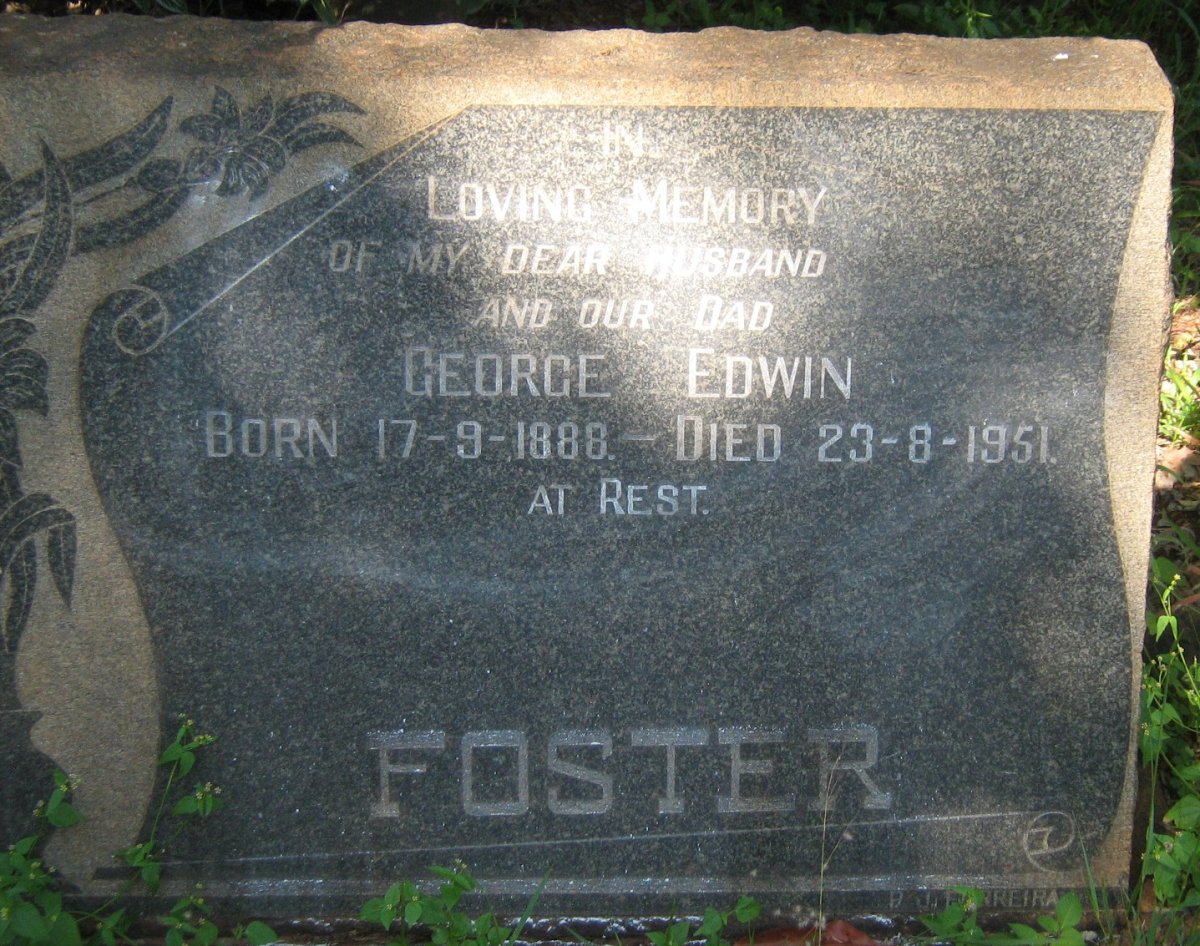 IN
LOVING MEMORY
OF MY DEAR HUSBAND
AND OUR DAD
GEORGE EDWIN
BORN 17-9-1888. — DIED 23-8-1951.
AT REST.
FOSTER